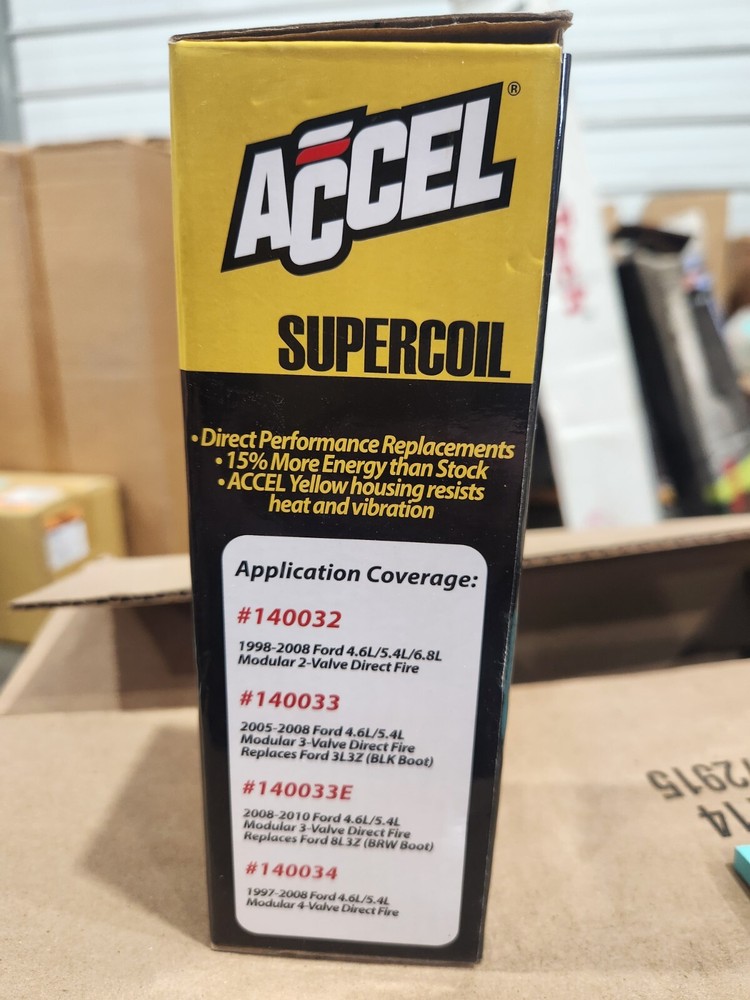 ACCEL®
SUPERCOIL
• Direct Performance Replacements
• 15% More Energy than Stock
• ACCEL Yellow housing resists
heat and vibration
Application Coverage:
#140032
1998-2008 Ford 4.6L/5.4L/6.8L
Modular 2-Valve Direct Fire
#140033
2005-2008 Ford 4.6L/5.4L
Modular 3-Valve Direct Fire
Replaces Ford 3L3Z (BLK Boot)
#140033E
2008-2010 Ford 4.6L/5.4L
Modular 3-Valve Direct Fire
Replaces Ford 8L3Z (BRW Boot)
#140034
1997-2008 Ford 4.6L/5.4L
Modular 4-Valve Direct Fire